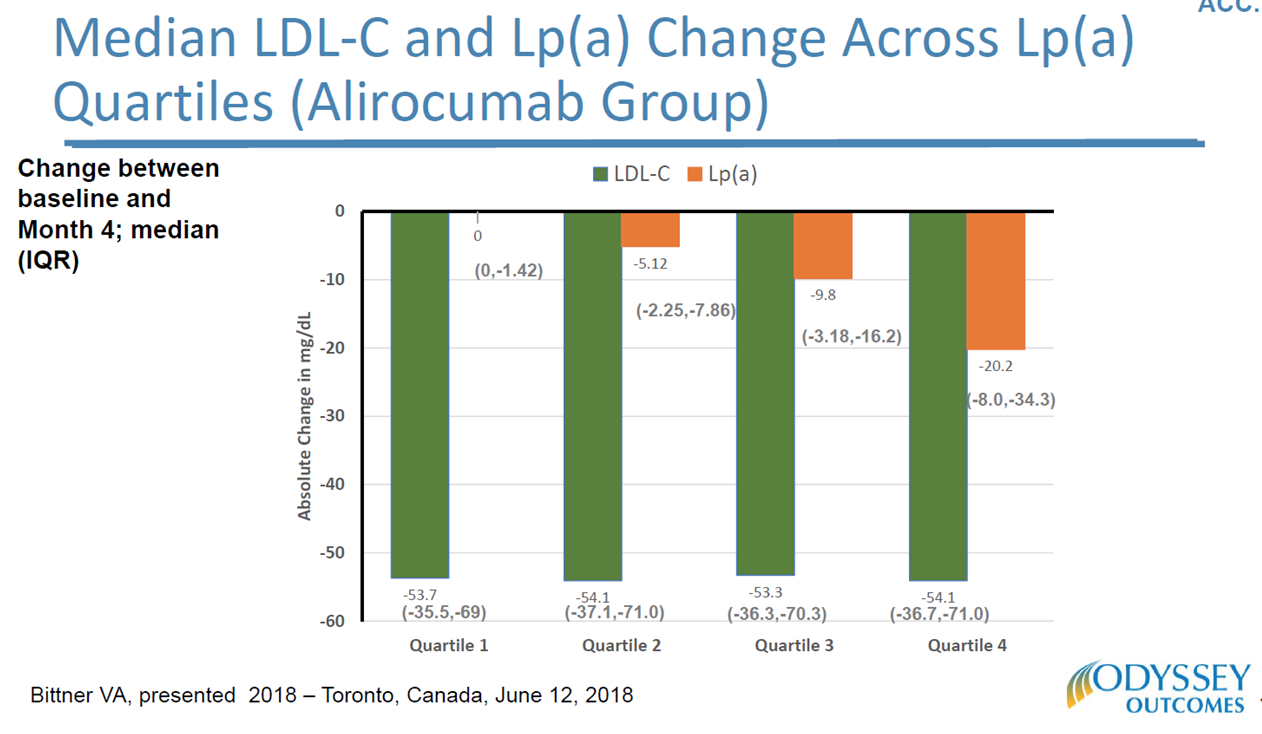 ACC.
Median LDL-C and Lp(a) Change Across Lp(a)
Quartiles (Alirocumab Group)
Change between
baseline and
Month 4; median
(IQR)
LDL-C Lp(a)
Absolute Change in mg/dL
0
-10
-20
-30
-40
-50
-60
0
(0,-1.42)
-5.12
(-2.25,-7.86)
-9.8
(-3.18,-16.2)
-20.2
(-8.0,-34.3)
-53.7
(-35.5,-69)
-54.1
(-37.1,-71.0)
-53.3
(-36.3,-70.3)
-54.1
(-36.7,-71.0)
Quartile 1 Quartile 2 Quartile 3 Quartile 4
Bittner VA, presented 2018 – Toronto, Canada, June 12, 2018
ODYSSEY
OUTCOMES